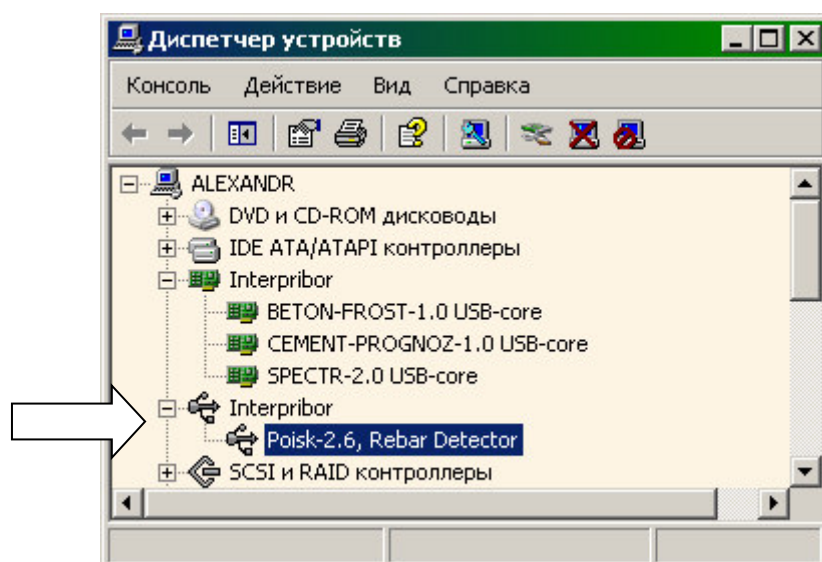 Диспетчер устройств
Консоль Действие Вид Справка
ALEXANDR
DVD и CD-ROM дисководы
IDE ATA/ATAPI контроллеры
Interpribor
BETON-FROST-1.0 USB-core
CEMENT-PROGNOZ-1.0 USB-core
SPECTR-2.0 USB-core
Interpribor
Poisk-2.6, Rebar Detector
SCSI и RAID контроллеры